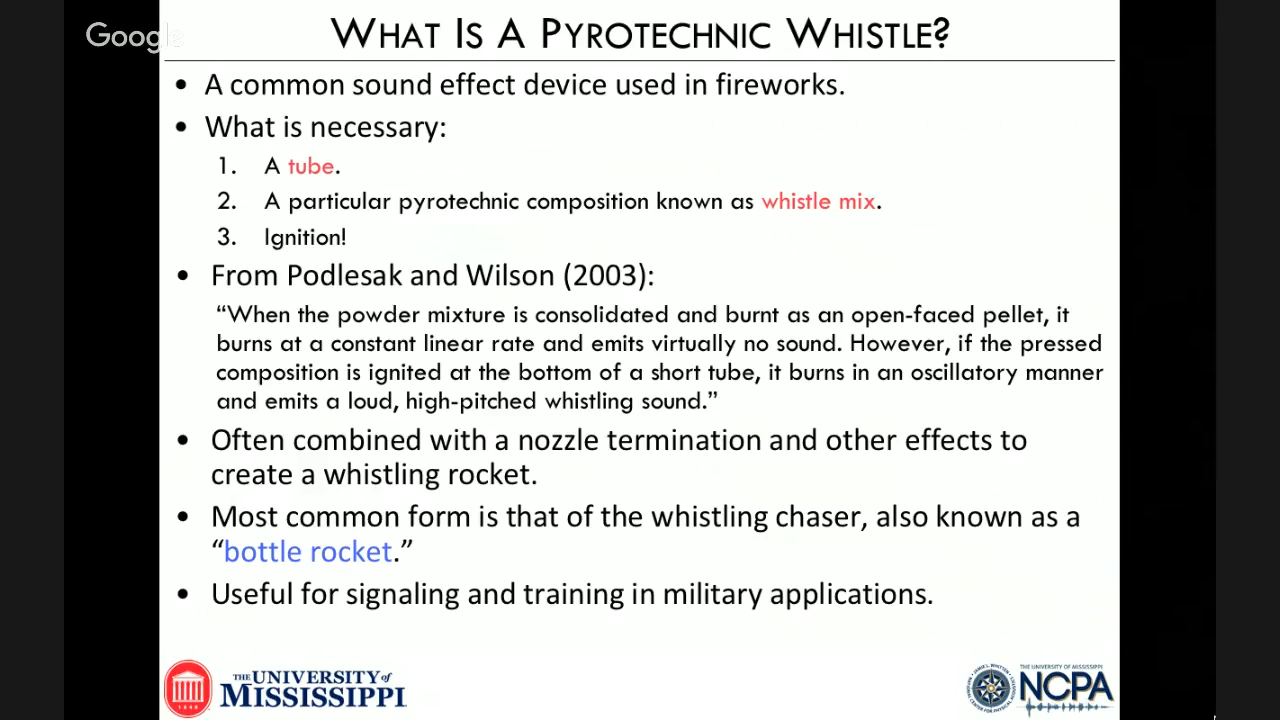 Google
WHAT IS A PYROTECHNIC WHISTLE?
• A common sound effect device used in fireworks.
• What is necessary:
1. A tube.
2. A particular pyrotechnic composition known as whistle mix.
3. Ignition!
• From Podlesak and Wilson (2003):
“When the powder mixture is consolidated and burnt as an open-faced pellet, it
burns at a constant linear rate and emits virtually no sound. However, if the pressed
composition is ignited at the bottom of a short tube, it burns in an oscillatory manner
and emits a loud, high-pitched whistling sound.”
• Often combined with a nozzle termination and other effects to
create a whistling rocket.
• Most common form is that of the whistling chaser, also known as a
“bottle rocket.”
• Useful for signaling and training in military applications.
1848
THE UNIVERSITY of
MISSISSIPPI
THE UNIVERSITY OF MISSISSIPPI
NCPA